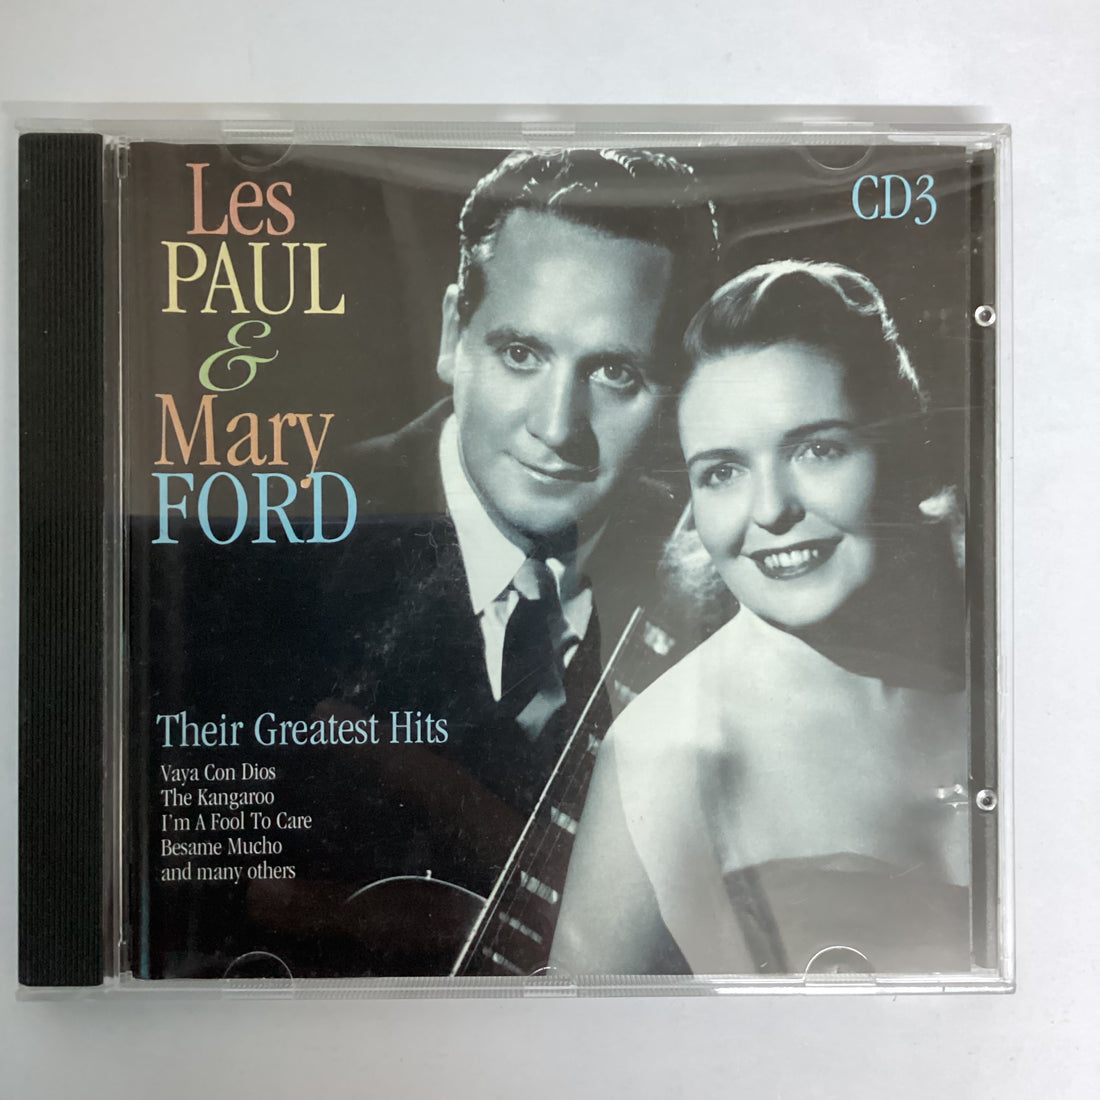 Les
PAUL
&
Mary
FORD
CD3
Their Greatest Hits
Vaya Con Dios
The Kangaroo
I'm A Fool To Care
Besame Mucho
and many others